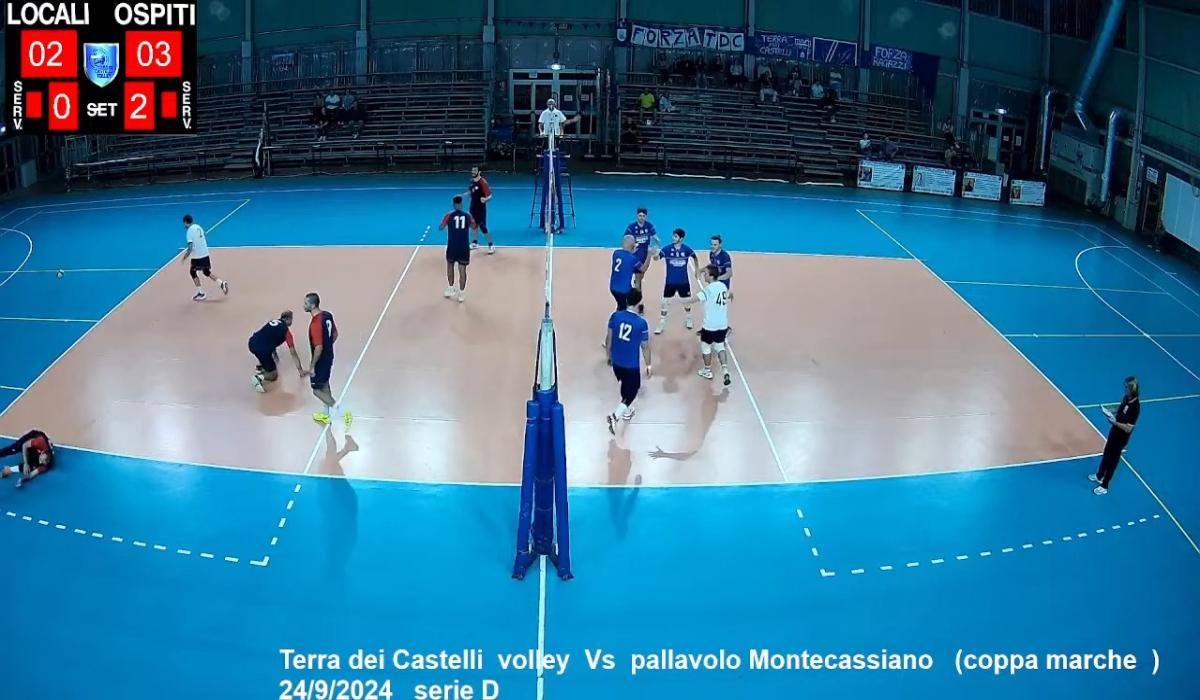 LOCALI OSPITI
02 03
SERV. 0 SET 2 SERV.
FORZA TDC
TERRA
CASTELLI
FORZA
RAGAZZI
11
2
12
49
Terra dei Castelli volley Vs pallavolo Montecassiano (coppa marche )
24/9/2024 serie D